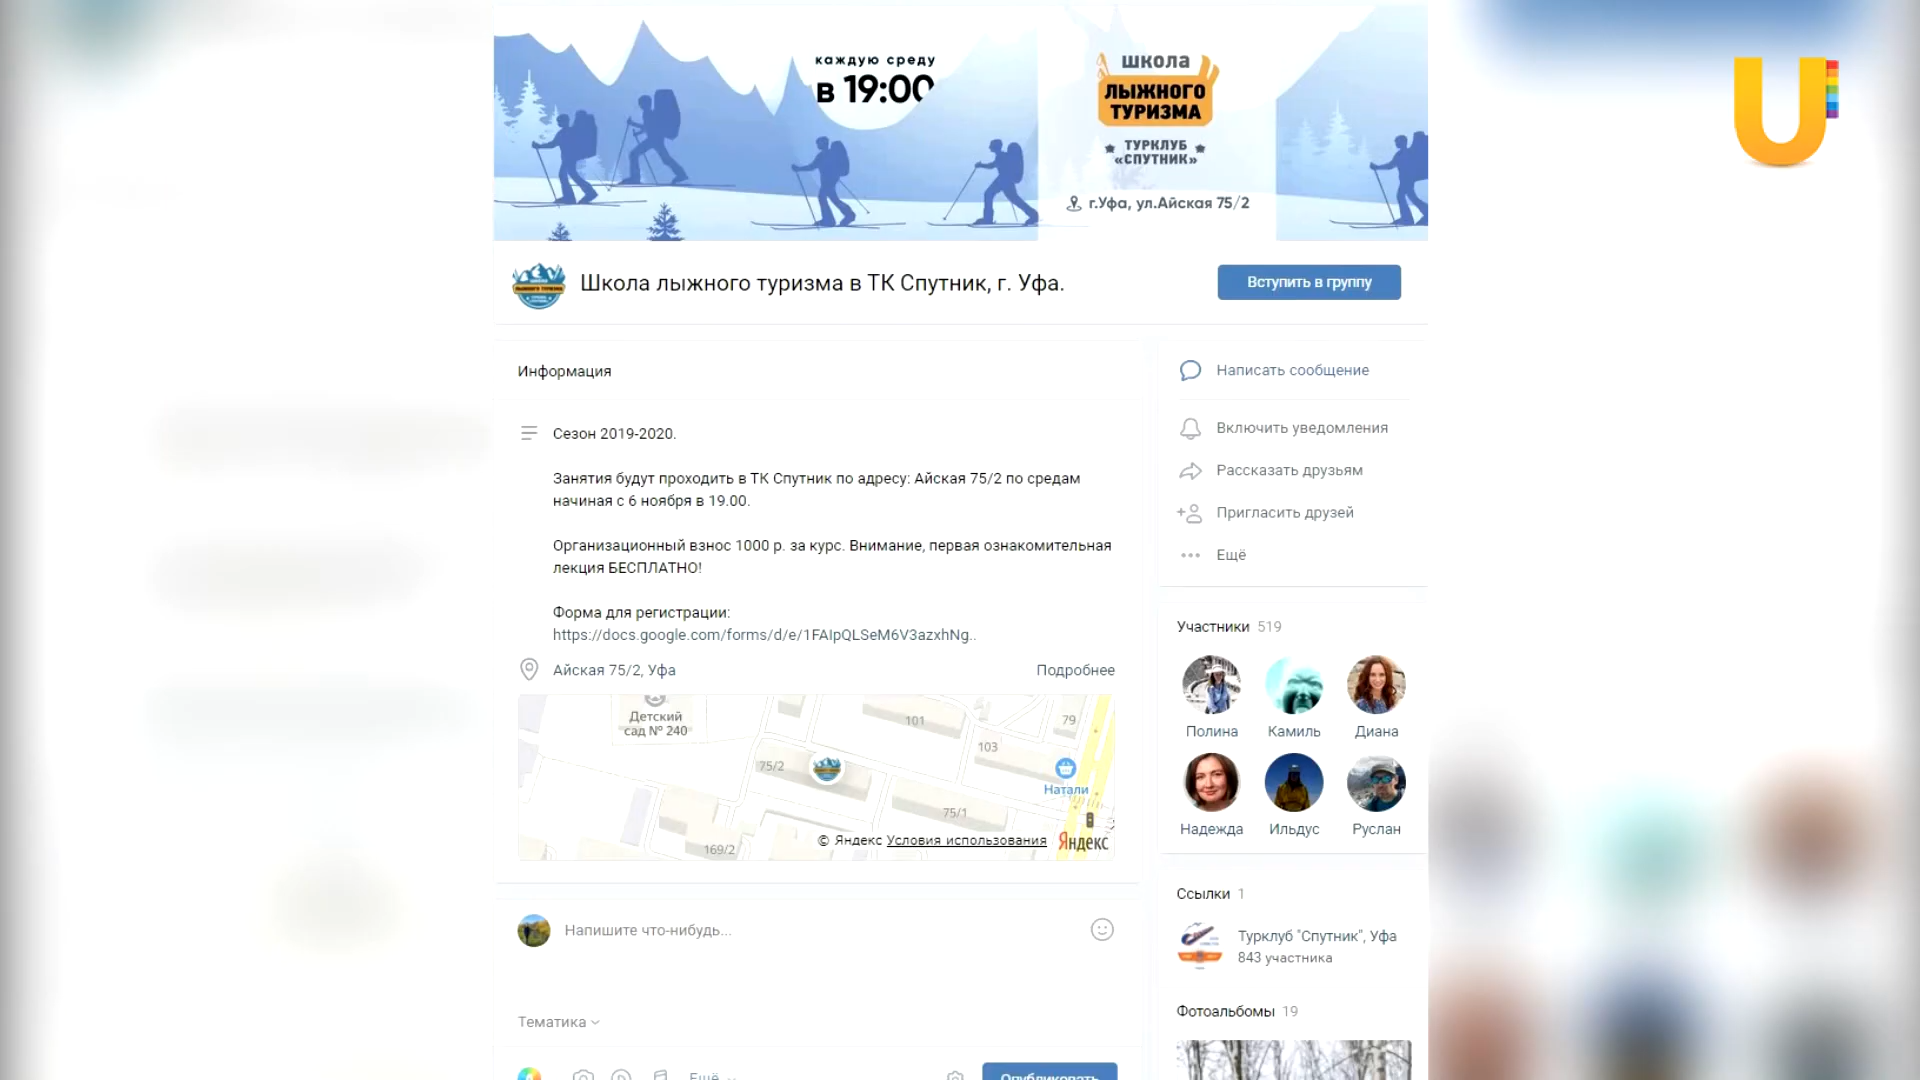 каждую среду
в 19:00
школа
ЛЫЖНОГО
ТУРИЗМА
ТУРКЛУБ
«СПУТНИК»
г.Уфа, ул.Айская 75/2
Школа лыжного туризма в ТК Спутник, г. Уфа.
Вступить в группу
Информация
Сезон 2019-2020.
Занятия будут проходить в ТК Спутник по адресу: Айская 75/2 по средам
начиная с 6 ноября в 19.00.
Организационный взнос 1000 р. за курс. Внимание, первая ознакомительная
лекция БЕСПЛАТНО!
Форма для регистрации:
https://docs.google.com/forms/d/e/1FAIpQLSeM6V3azxhNg..
Айская 75/2, Уфа
Подробнее
Детский
сад № 240
101
79
103
75/2
Натали
75/1
169/2
© Яндекс Условия использования
Яндекс
Напишите что-нибудь...
Тематика
Ещё
Опубликовать
Написать сообщение
Включить уведомления
Рассказать друзьям
Пригласить друзей
Ещё
Участники 519
Полина Камиль Диана
Надежда Ильдус Руслан
Ссылки 1
Турклуб "Спутник", Уфа
843 участника
Фотоальбомы 19
U